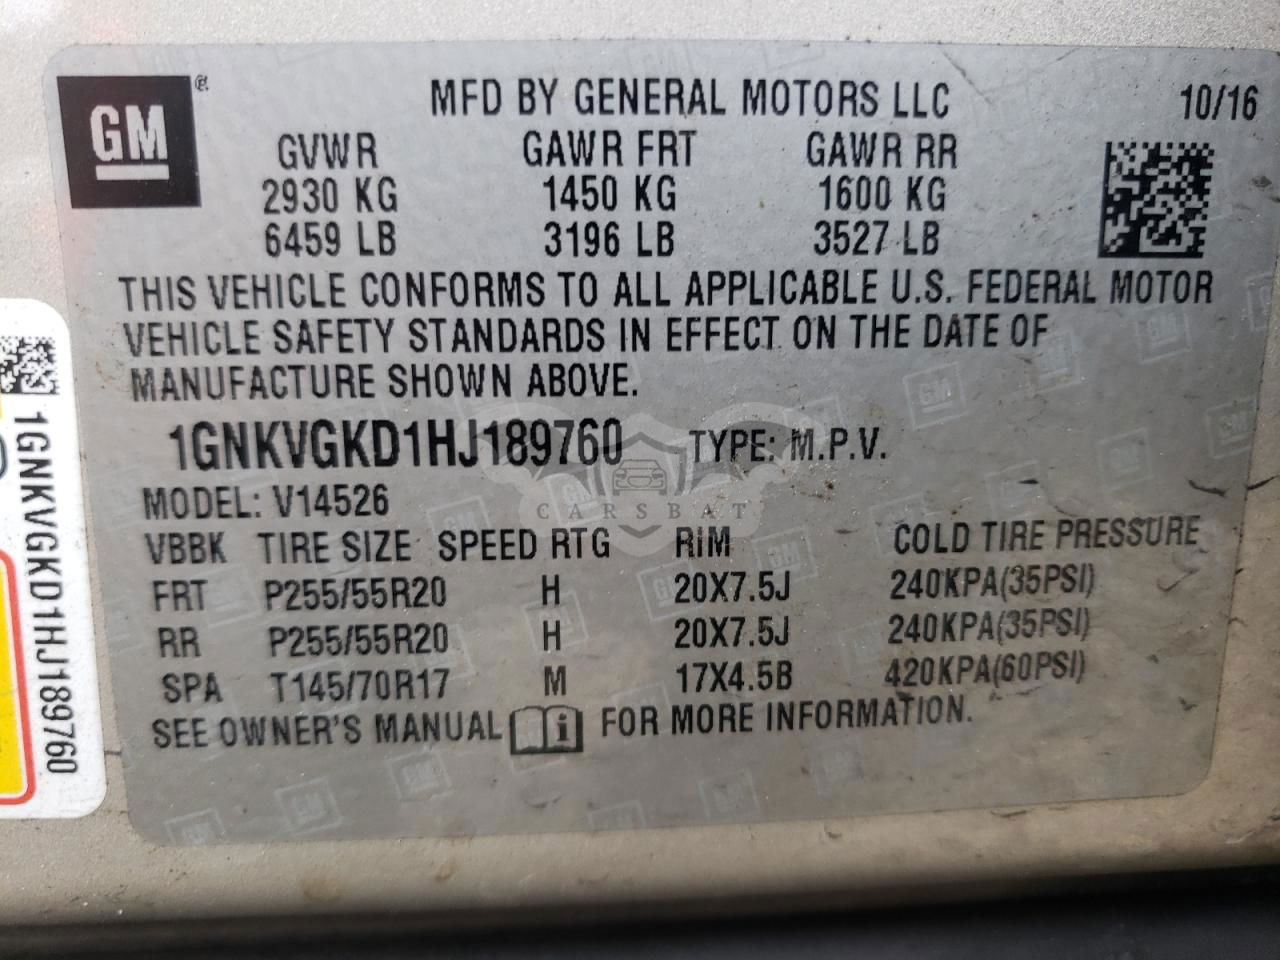 GM ®
MFD BY GENERAL MOTORS LLC 10/16
GVWR GAWR FRT GAWR RR
2930 KG 1450 KG 1600 KG
6459 LB 3196 LB 3527 LB
THIS VEHICLE CONFORMS TO ALL APPLICABLE U.S. FEDERAL MOTOR
VEHICLE SAFETY STANDARDS IN EFFECT ON THE DATE OF
MANUFACTURE SHOWN ABOVE.
1GNKVGKD1HJ189760 TYPE: M.P.V.
MODEL: V14526
CARSBAT
VBBK TIRE SIZE SPEED RTG RIM COLD TIRE PRESSURE
FRT P255/55R20 H 20X7.5J 240KPA(35PSI)
RR P255/55R20 H 20X7.5J 240KPA(35PSI)
SPA T145/70R17 M 17X4.5B 420KPA(60PSI)
SEE OWNER'S MANUAL i FOR MORE INFORMATION.
1GNKVGKD1HJ189760